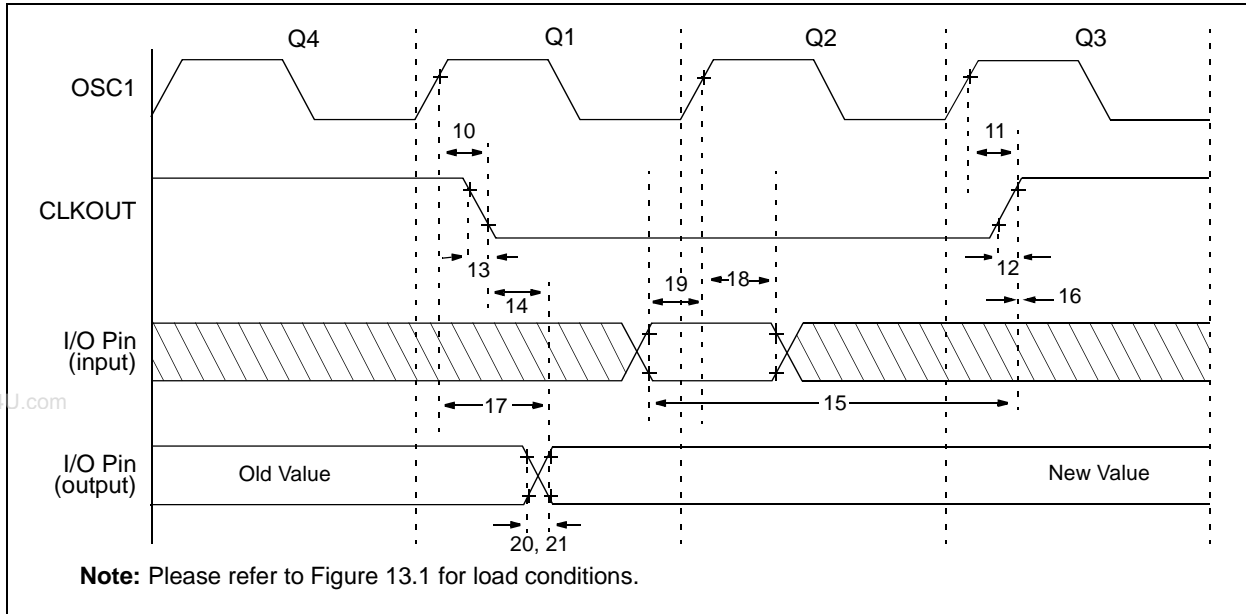 Q4 Q1 Q2 Q3
OSC1
10 11
CLKOUT
13 12
19 18
14 16
I/O Pin
(input)
17 15
I/O Pin
(output)
Old Value New Value
20, 21
Note: Please refer to Figure 13.1 for load conditions.
U.com